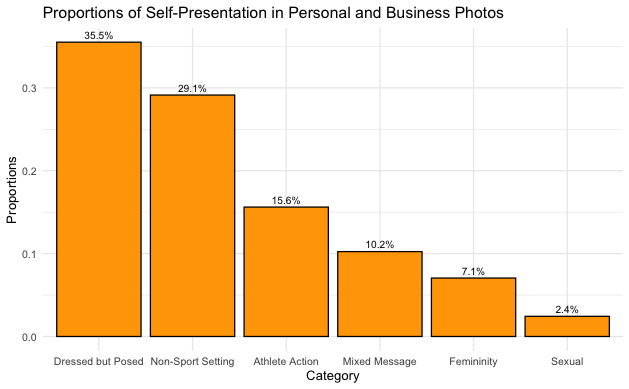 Proportions of Self-Presentation in Personal and Business Photos
35.5%
29.1%
15.6%
10.2%
7.1%
2.4%
0.3
0.2
0.1
0.0
Proportions
Dressed but Posed Non-Sport Setting Athlete Action Mixed Message Femininity Sexual
Category